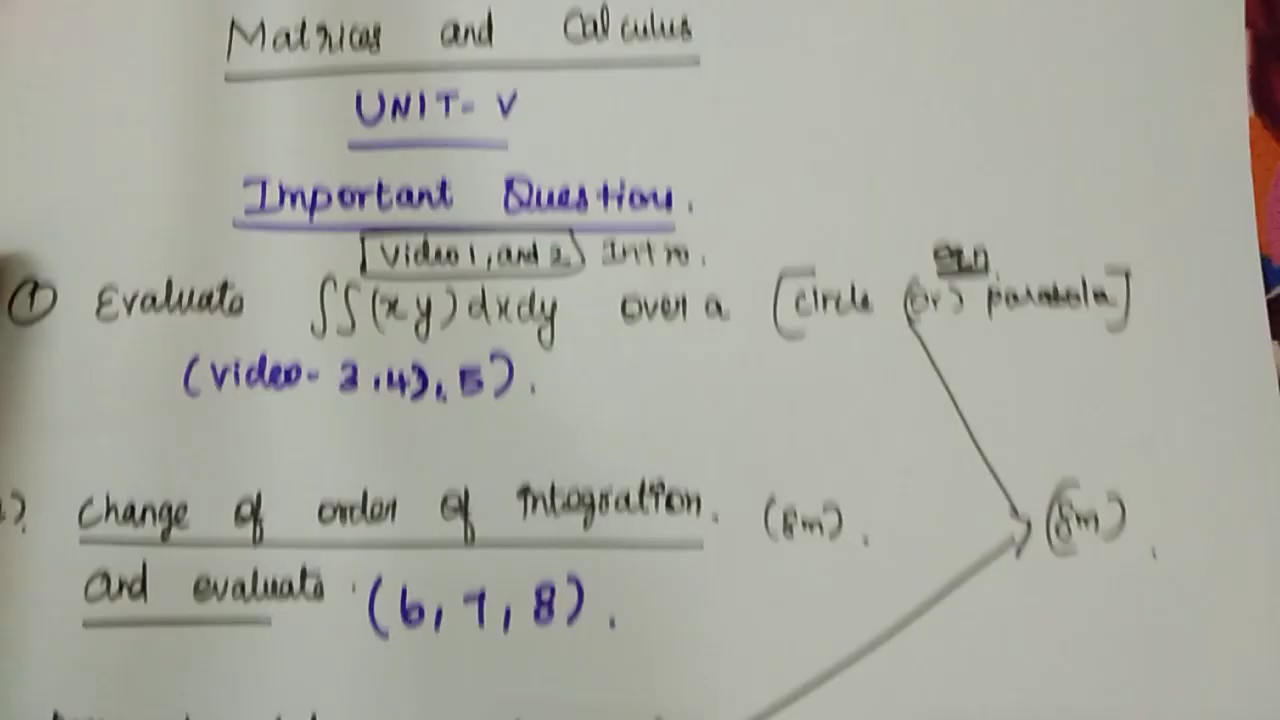 Matrices and Calculus
UNIT- V
Important Question.
[Video 1, and 2] Intro.
① Evaluate ∫∫(xy)dxdy over a [circle (or) parabola]
(Video - 3,4), 5).
2). Change of order of integration. (8m).
(8m).
and evaluate. (6, 7, 8).